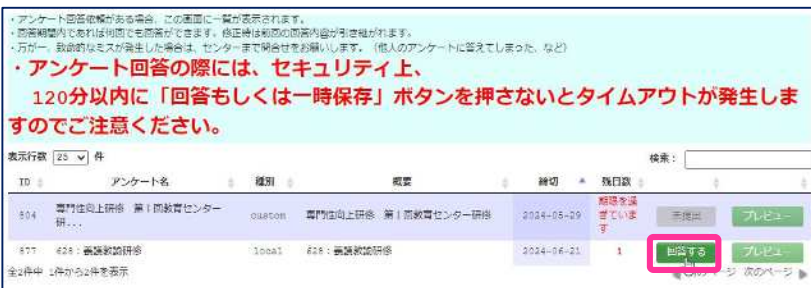 ・アンケート回答依頼がある場合、この画面に一覧が表示されます。
・回答期間内であれば何回でも回答ができます。修正時は前回の回答内容が引き継がれます。
・万が一、致命的なミスが発生した場合は、センターまで問合せをお願いします。（他人のアンケートに答えてしまった、など）
・アンケート回答の際には、セキュリティ上、
120分以内に「回答もしくは一時保存」ボタンを押さないとタイムアウトが発生しま
すのでご注意ください。
表示行数 25 件 検索：
ID アンケート名 種別 概要 締切 残日数
804 専門性向上研修 第1回教育センター研... custom 専門性向上研修 第1回教育センター研修 2024-05-29 期限を過ぎています 未提出 プレビュー
877 628：養護教諭研修 local 628：養護教諭研修 2024-06-21 1 回答する プレビュー
全2件中 1件から2件を表示 ページ 次のページ